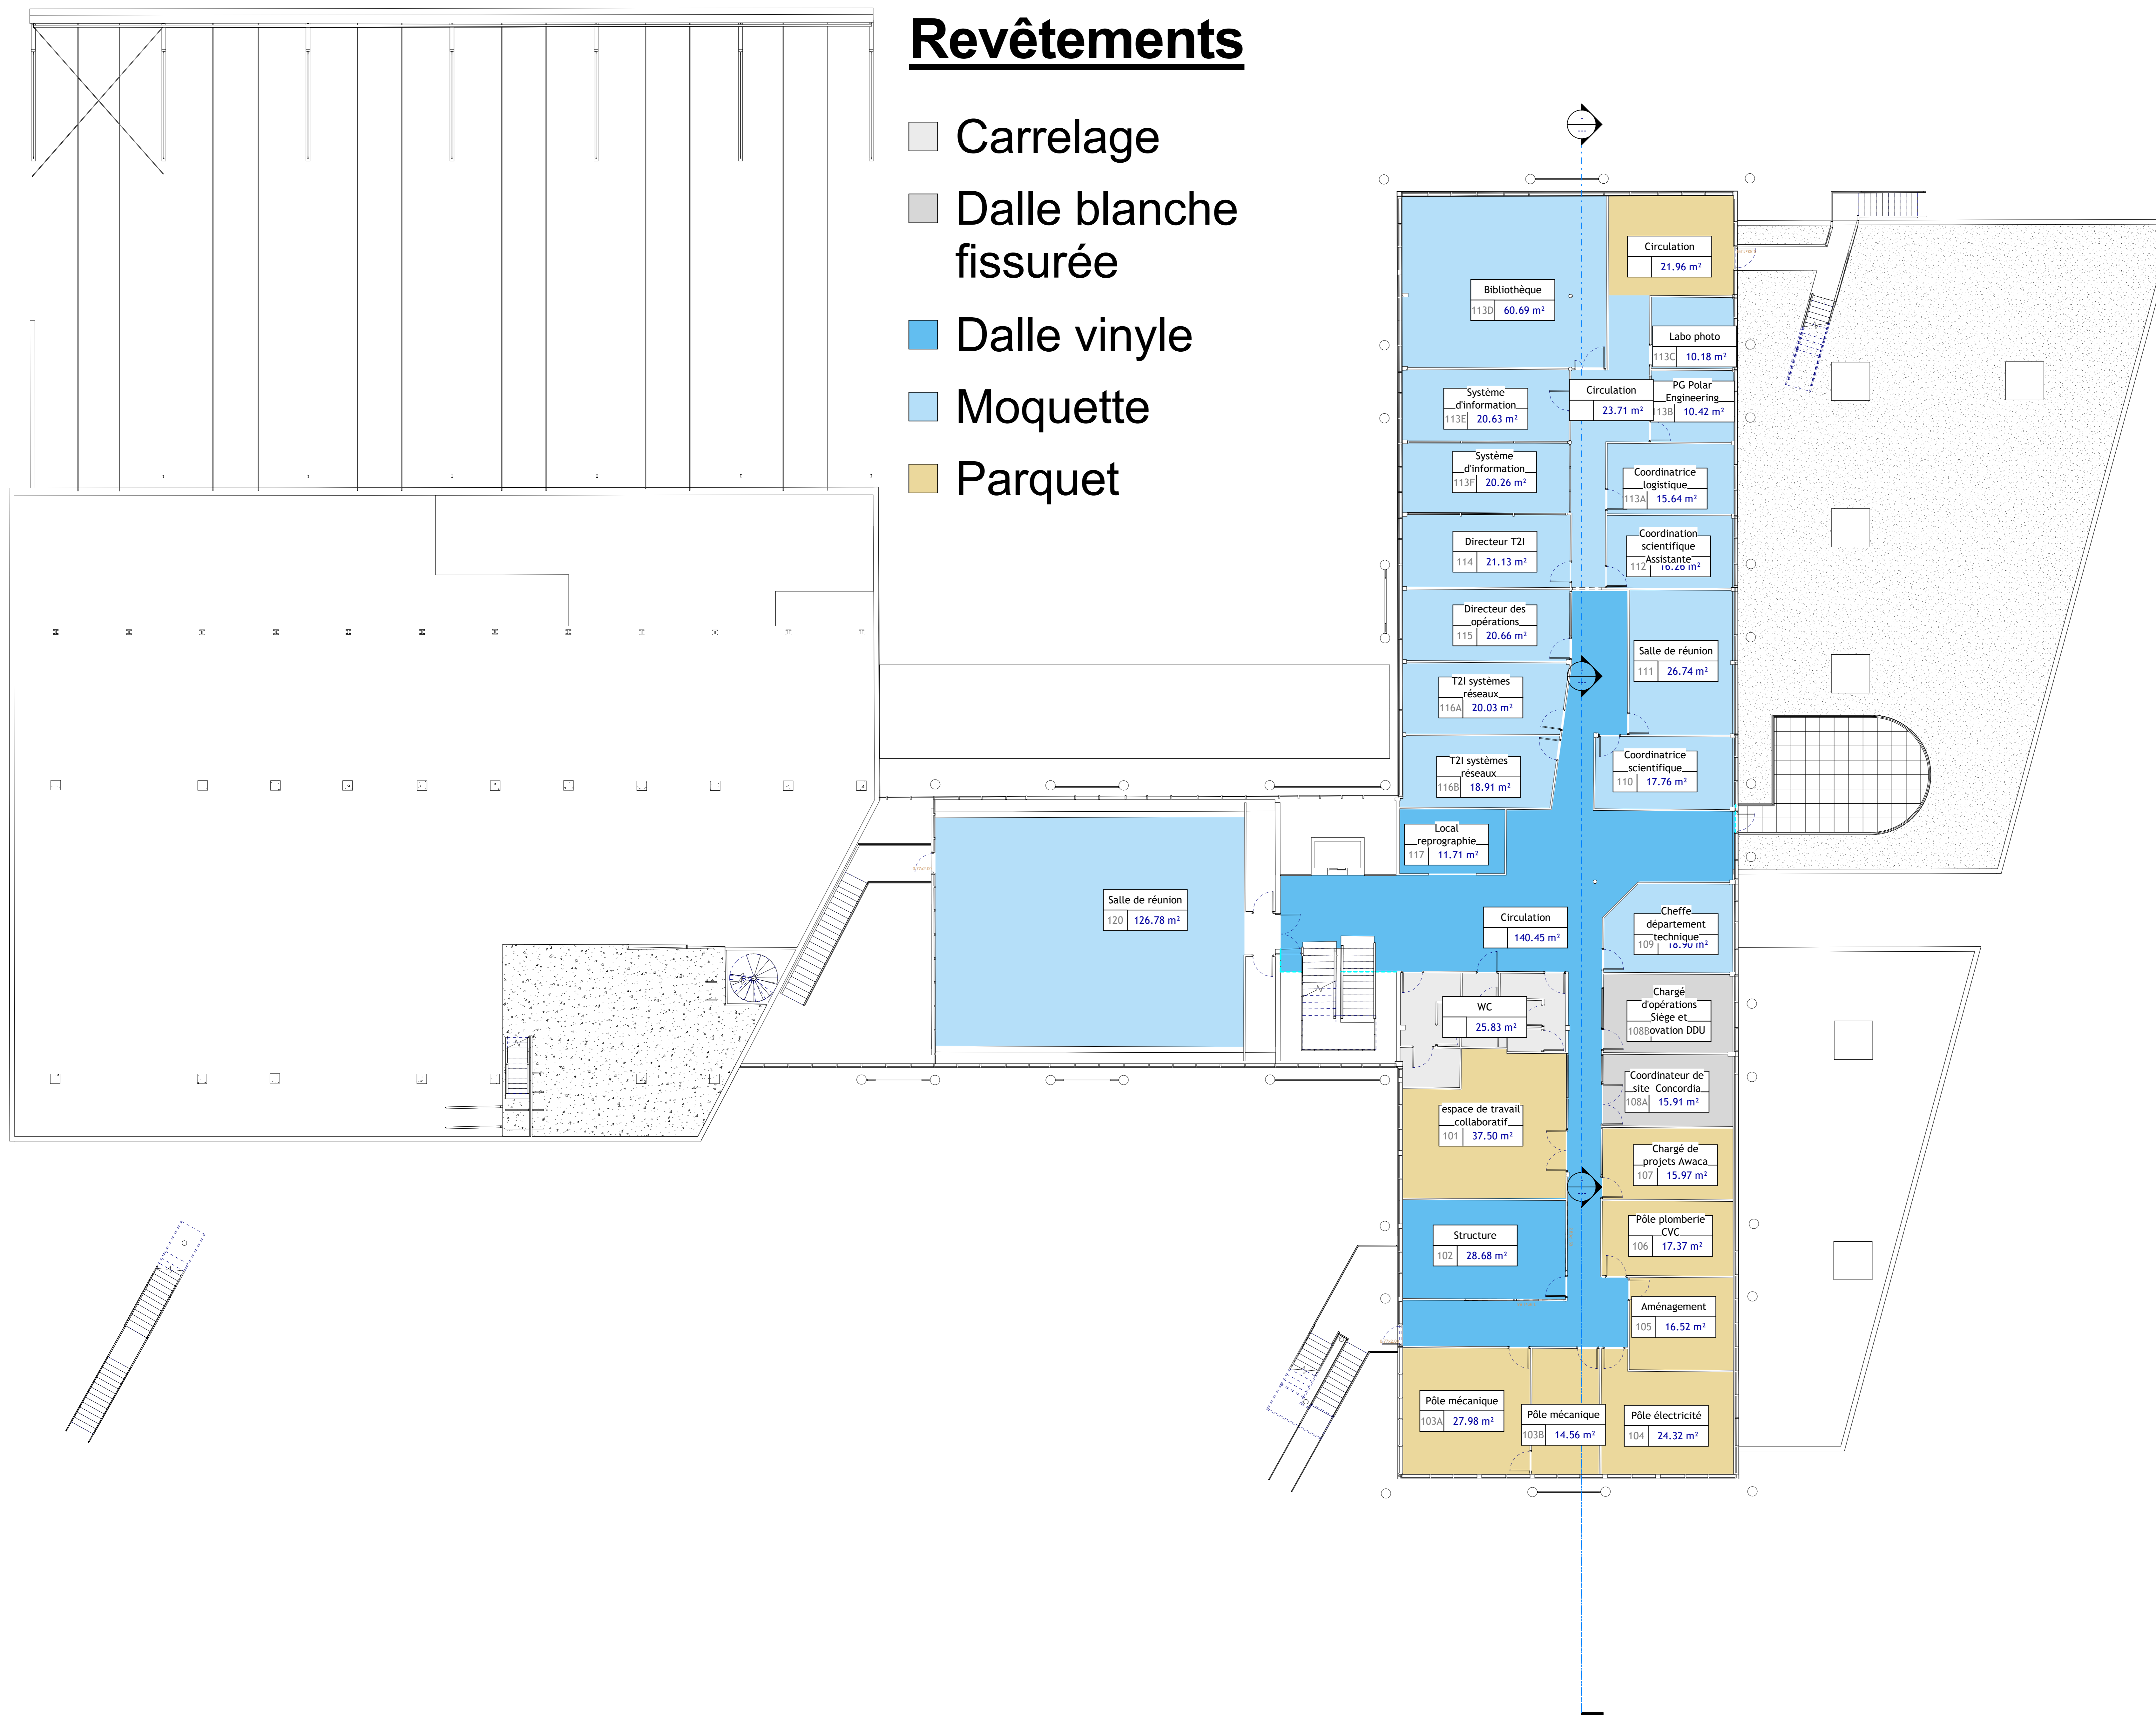 Revêtements
Carrelage
Dalle blanche
fissurée
Dalle vinyle
Moquette
Parquet
Circulation
21.96 m²
Bibliothèque
113D 60.69 m²
Labo photo
113C 10.18 m²
Système
d'information
113E 20.63 m²
Circulation
23.71 m²
PG Polar
Engineering
113B 10.42 m²
Système
d'information
113F 20.26 m²
Coordinatrice
logistique
113A 15.64 m²
Directeur T2I
114 21.13 m²
Coordination
scientifique
Assistante
112 16.26 m²
Directeur des
opérations
115 20.66 m²
Salle de réunion
111 26.74 m²
T2I systèmes
réseaux
116A 20.03 m²
T2I systèmes
réseaux
116B 18.91 m²
Coordinatrice
scientifique
110 17.76 m²
Local
reprographie
117 11.71 m²
Salle de réunion
120 126.78 m²
Circulation
140.45 m²
Cheffe
département
technique
109 18.90 m²
WC
25.83 m²
Chargé
d'opérations
Siège et
108B ovation DDU
Coordinateur de
site Concordia
108A 15.91 m²
espace de travail
collaboratif
101 37.50 m²
Chargé de
projets Awaca
107 15.97 m²
Structure
102 28.68 m²
Pôle plomberie
CVC
106 17.37 m²
Aménagement
105 16.52 m²
Pôle mécanique
103A 27.98 m²
Pôle mécanique
103B 14.56 m²
Pôle électricité
104 24.32 m²